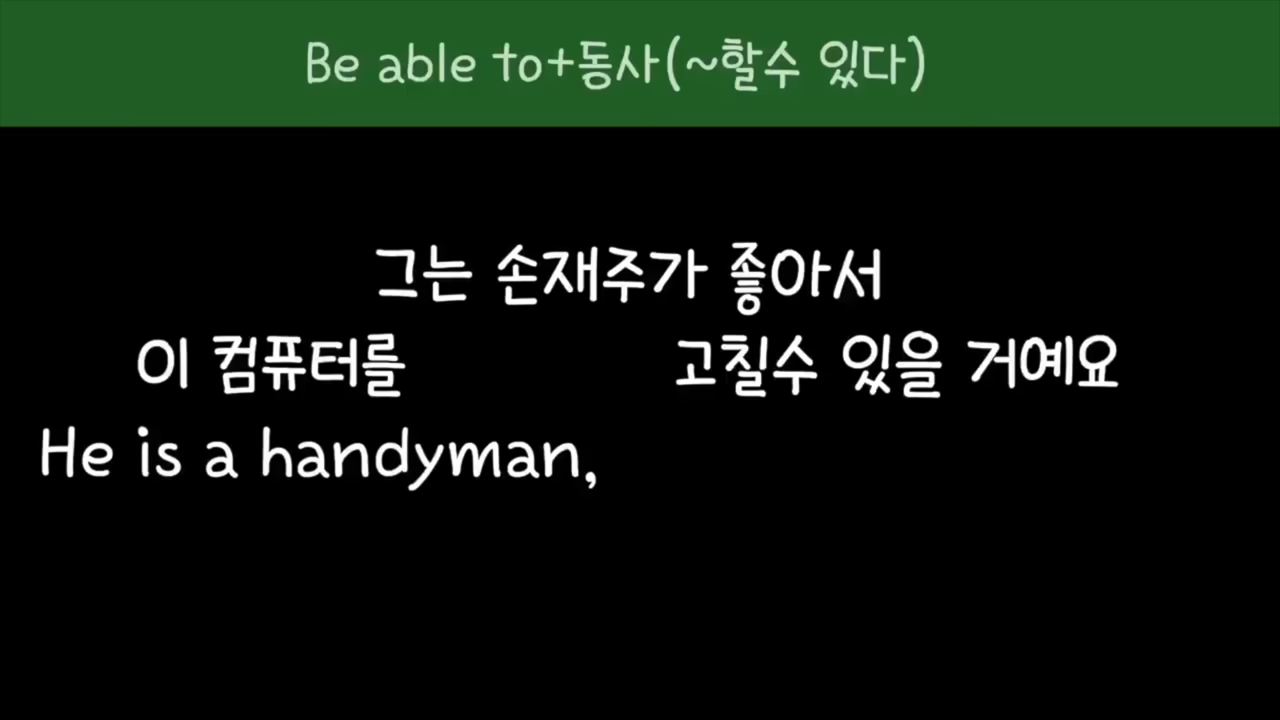 Be able to+동사(~할수 있다)
그는 손재주가 좋아서
이 컴퓨터를 고칠수 있을 거예요
He is a handyman,